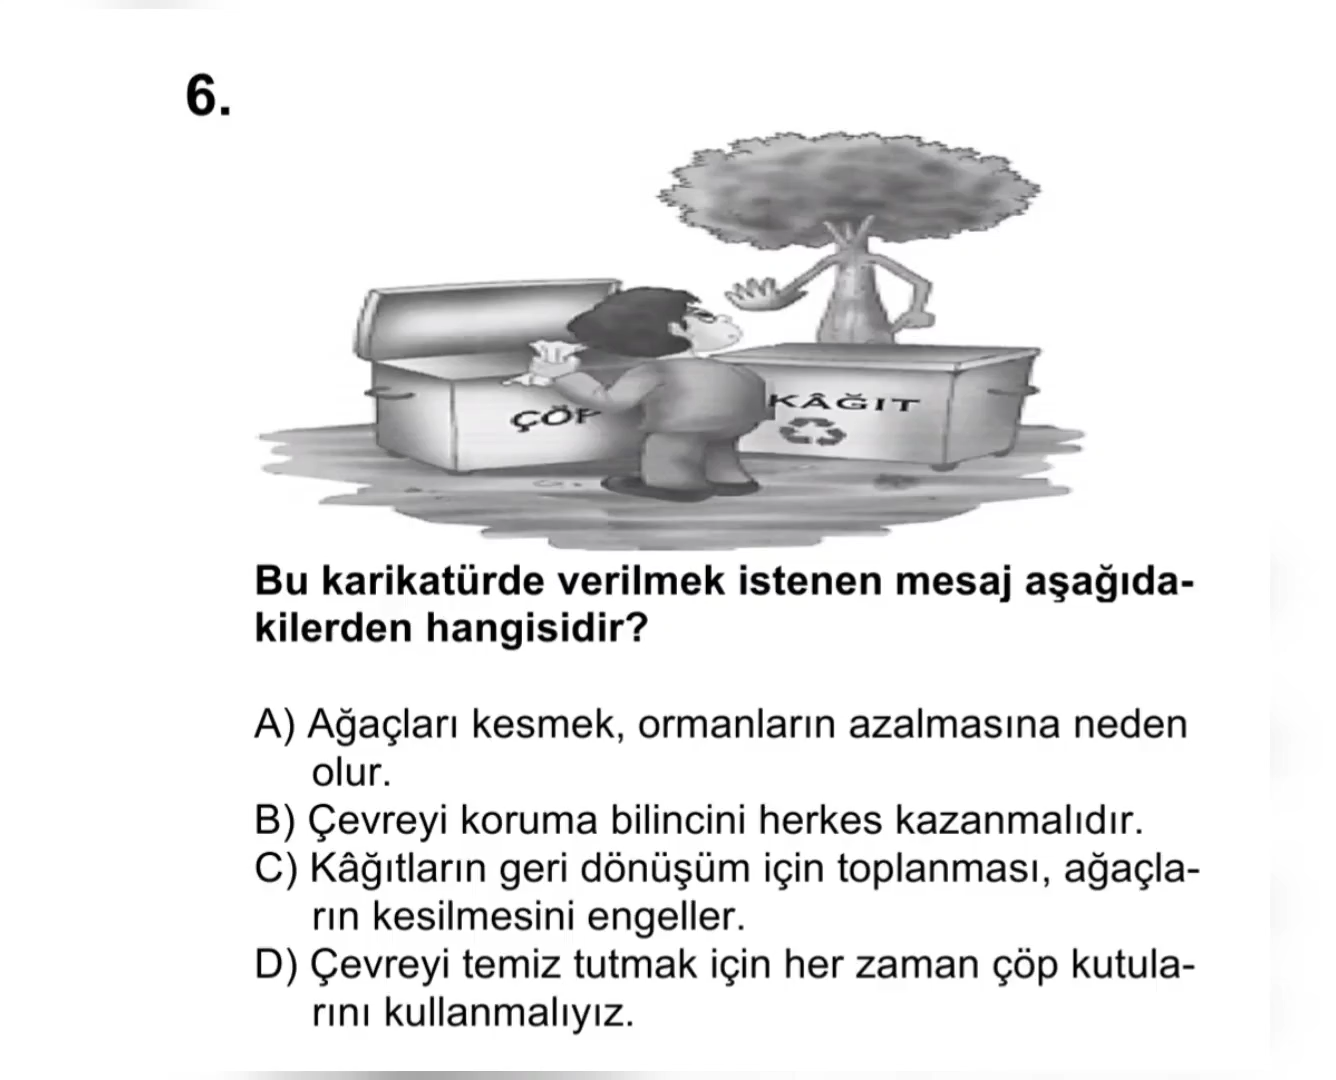 6.
ÇÖP
KÂĞIT
Bu karikatürde verilmek istenen mesaj aşağıda-
kilerden hangisidir?
A) Ağaçları kesmek, ormanların azalmasına neden
olur.
B) Çevreyi koruma bilincini herkes kazanmalıdır.
C) Kâğıtların geri dönüşüm için toplanması, ağaçla-
rın kesilmesini engeller.
D) Çevreyi temiz tutmak için her zaman çöp kutula-
rını kullanmalıyız.